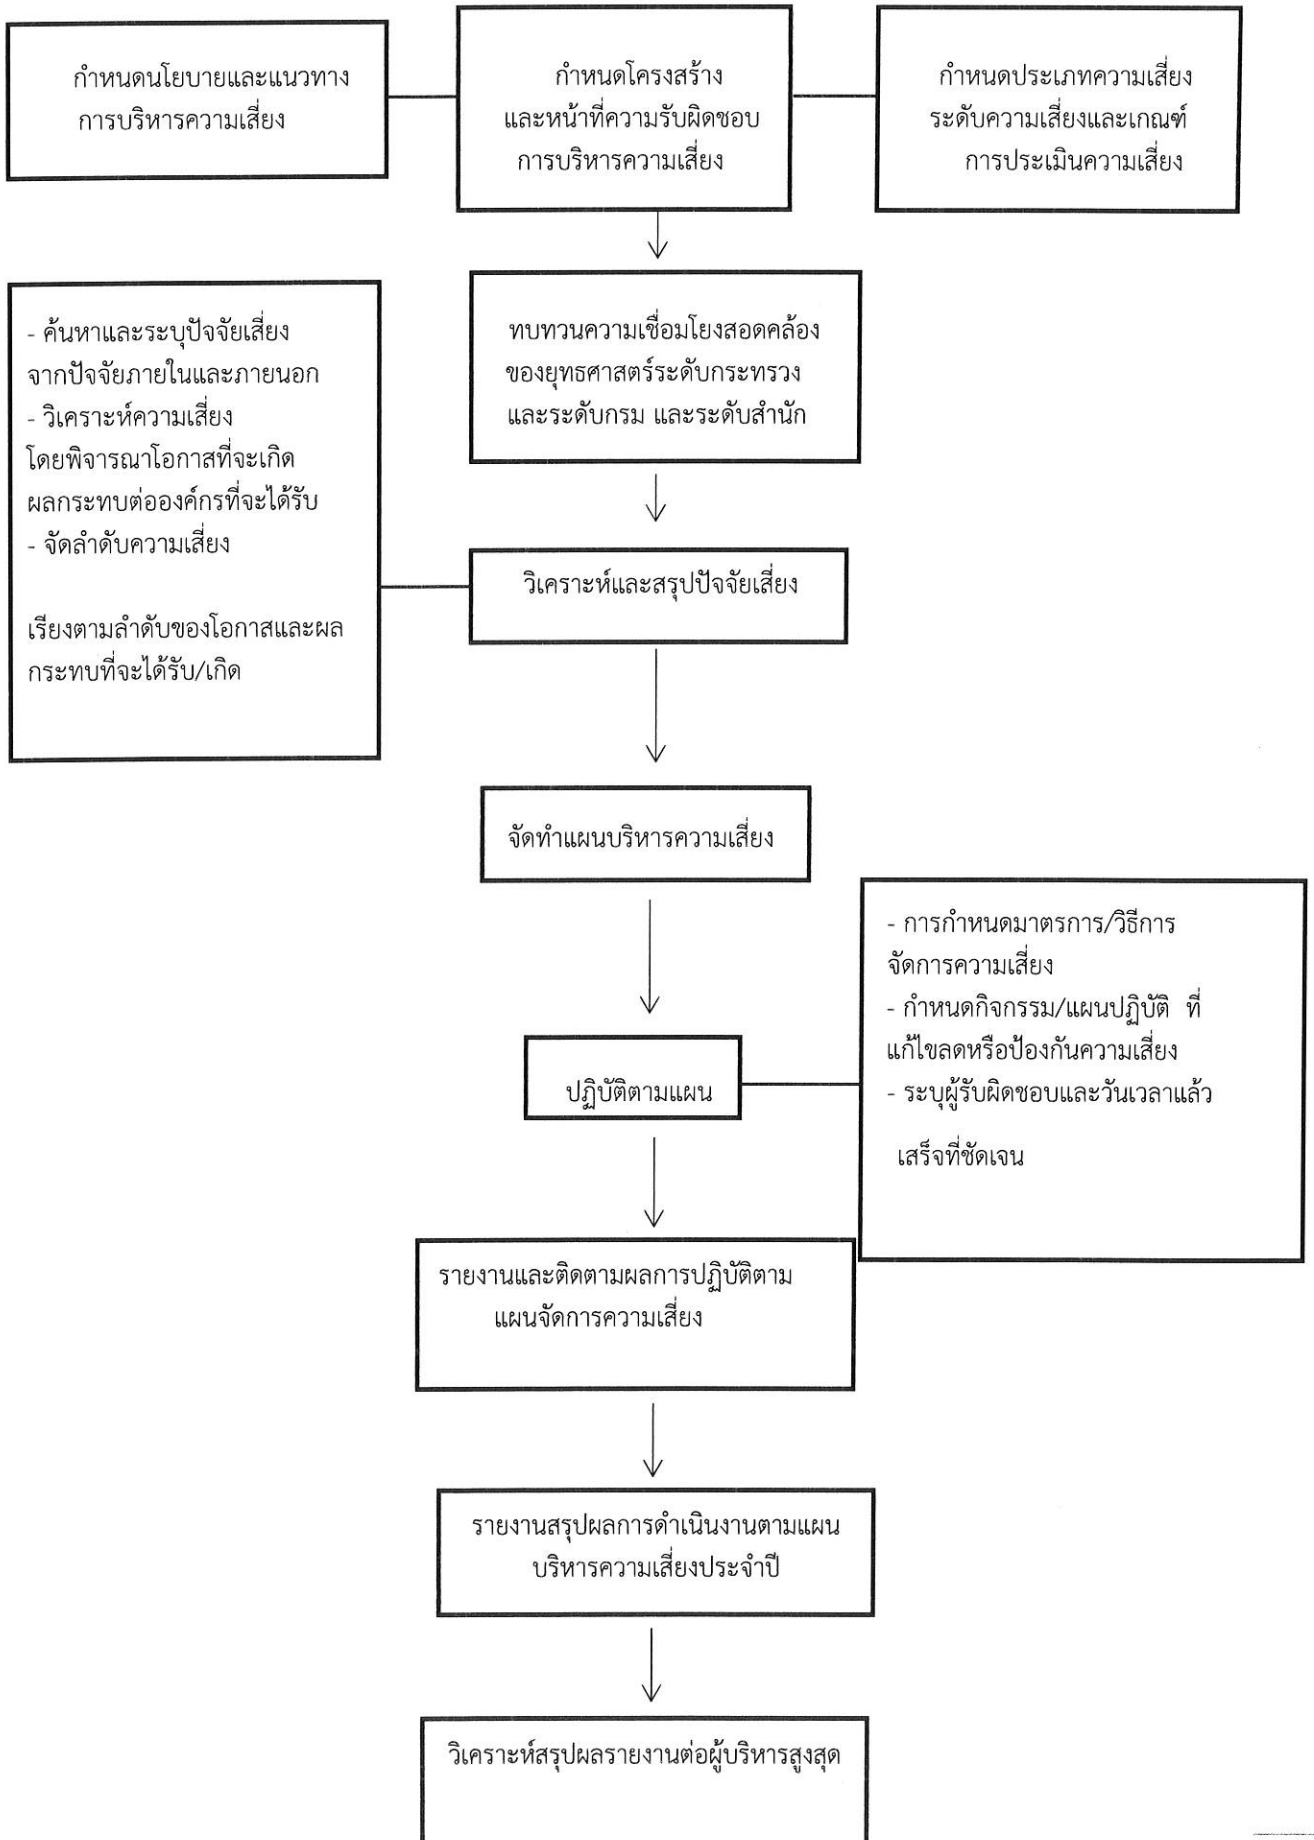 กำหนดนโยบายและแนวทาง
การบริหารความเสี่ยง
กำหนดโครงสร้าง
และหน้าที่ความรับผิดชอบ
การบริหารความเสี่ยง
กำหนดประเภทความเสี่ยง
ระดับความเสี่ยงและเกณฑ์
การประเมินความเสี่ยง
- ค้นหาและระบุปัจจัยเสี่ยง
จากปัจจัยภายในและภายนอก
- วิเคราะห์ความเสี่ยง
โดยพิจารณาโอกาสที่จะเกิด
ผลกระทบต่อองค์กรที่จะได้รับ
- จัดลำดับความเสี่ยง
เรียงตามลำดับของโอกาสและผล
กระทบที่จะได้รับ/เกิด
ทบทวนความเชื่อมโยงสอดคล้อง
ของยุทธศาสตร์ระดับกระทรวง
และระดับกรม และระดับสำนัก
วิเคราะห์และสรุปปัจจัยเสี่ยง
จัดทำแผนบริหารความเสี่ยง
- การกำหนดมาตรการ/วิธีการ
จัดการความเสี่ยง
- กำหนดกิจกรรม/แผนปฏิบัติ ที่
แก้ไขลดหรือป้องกันความเสี่ยง
- ระบุผู้รับผิดชอบและวันเวลาแล้ว
เสร็จที่ชัดเจน
ปฏิบัติตามแผน
รายงานและติดตามผลการปฏิบัติตาม
แผนจัดการความเสี่ยง
รายงานสรุปผลการดำเนินงานตามแผน
บริหารความเสี่ยงประจำปี
วิเคราะห์สรุปผลรายงานต่อผู้บริหารสูงสุด